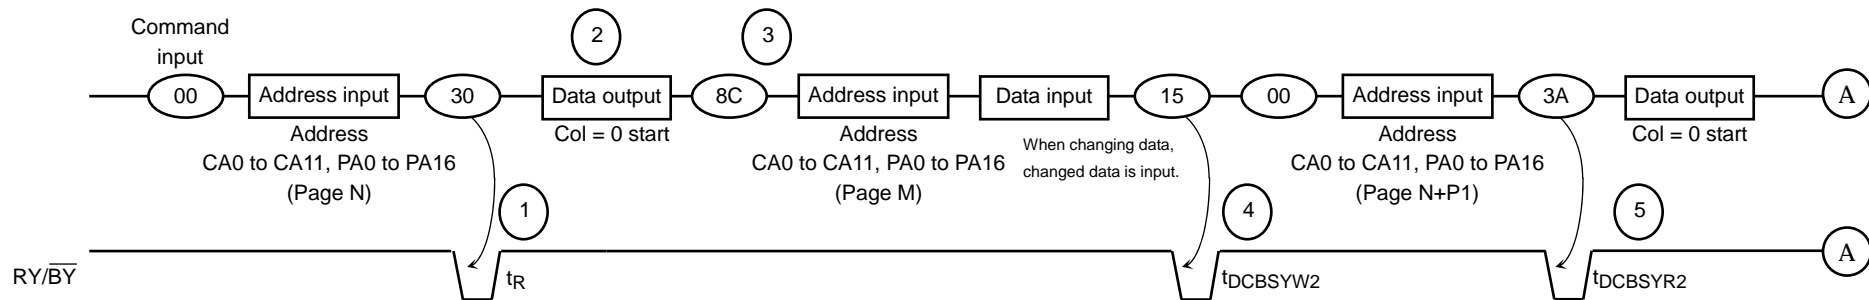 Command
input
2
3
00
Address input
30
Data output
8C
Address input
Data input
15
00
Address input
3A
Data output
A
Address
CA0 to CA11, PA0 to PA16
(Page N)
Col = 0 start
Address
CA0 to CA11, PA0 to PA16
(Page M)
When changing data,
changed data is input.
Address
CA0 to CA11, PA0 to PA16
(Page N+P1)
Col = 0 start
1
4
5
RY/BY
tR
tDCBSYW2
tDCBSYR2
A